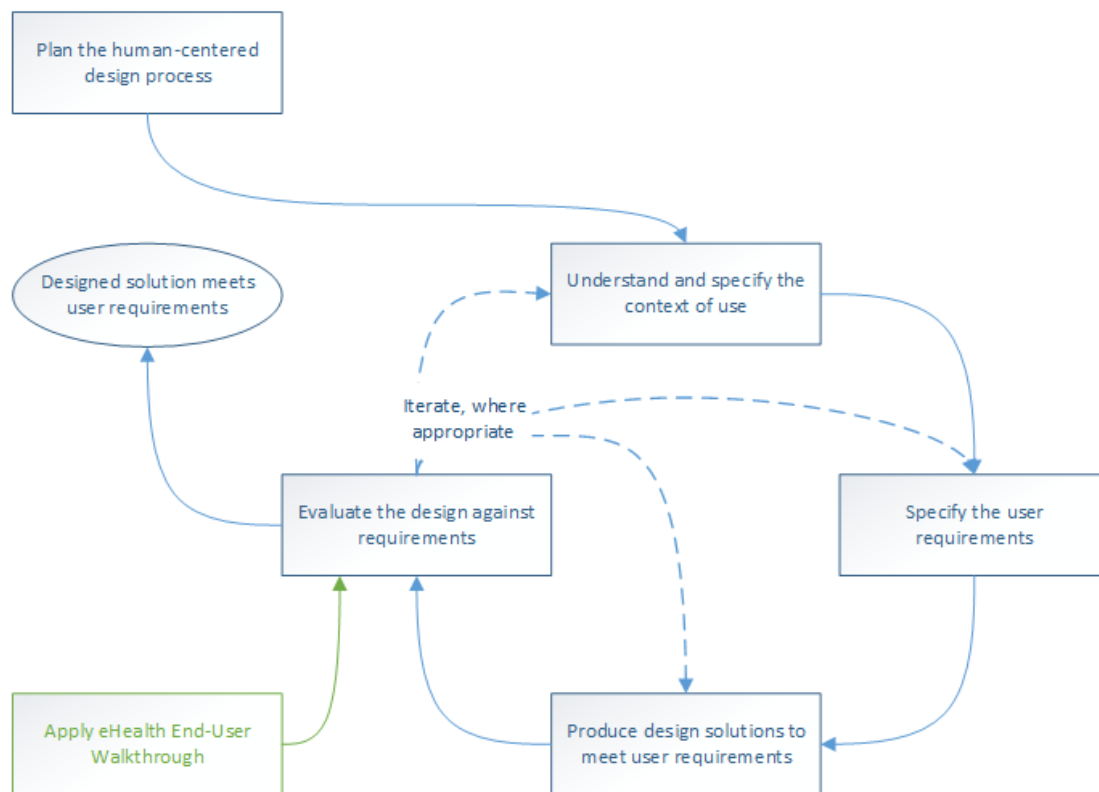 Plan the human-centered
design process
Designed solution meets
user requirements
Understand and specify the
context of use
Iterate, where
appropriate
Evaluate the design against
requirements
Specify the user
requirements
Apply eHealth End-User
Walkthrough
Produce design solutions to
meet user requirements